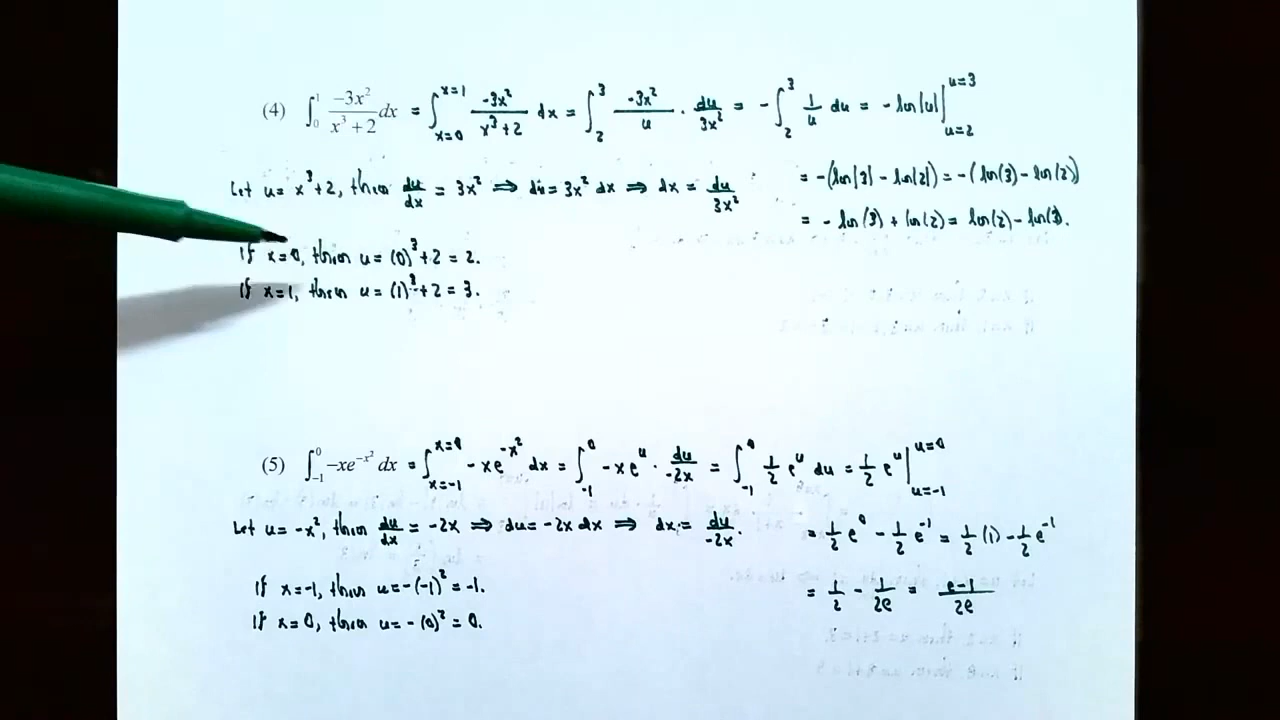 (4) ∫₀¹ −3x²/(x³+2) dx = ∫_{x=0}^{x=1} −3x²/(x³+2) dx = ∫₂³ −3x²/u · du/3x² = −∫₂³ 1/u du = −ln|u| |_{u=2}^{u=3}
Let u = x³+2, then du/dx = 3x² ⇒ du = 3x² dx ⇒ dx = du/3x²
= −(ln|3| − ln|2|) = −(ln(3) − ln(2))
= −ln(3) + ln(2) = ln(2) − ln(3).
If x=0, then u = (0)³+2 = 2.
If x=1, then u = (1)³+2 = 3.
(5) ∫₋₁⁰ −xe^{−x²} dx = ∫_{x=−1}^{x=0} −xe^{−x²} dx = ∫₋₁⁰ −xe^u · du/−2x = ∫₋₁⁰ 1/2 e^u du = 1/2 e^u |_{u=−1}^{u=0}
Let u = −x², then du/dx = −2x ⇒ du = −2x dx ⇒ dx = du/−2x.
= 1/2 e⁰ − 1/2 e⁻¹ = 1/2 (1) − 1/2 e⁻¹
If x=−1, then u = −(−1)² = −1.
= 1/2 − 1/2e = e−1/2e
If x=0, then u = −(0)² = 0.